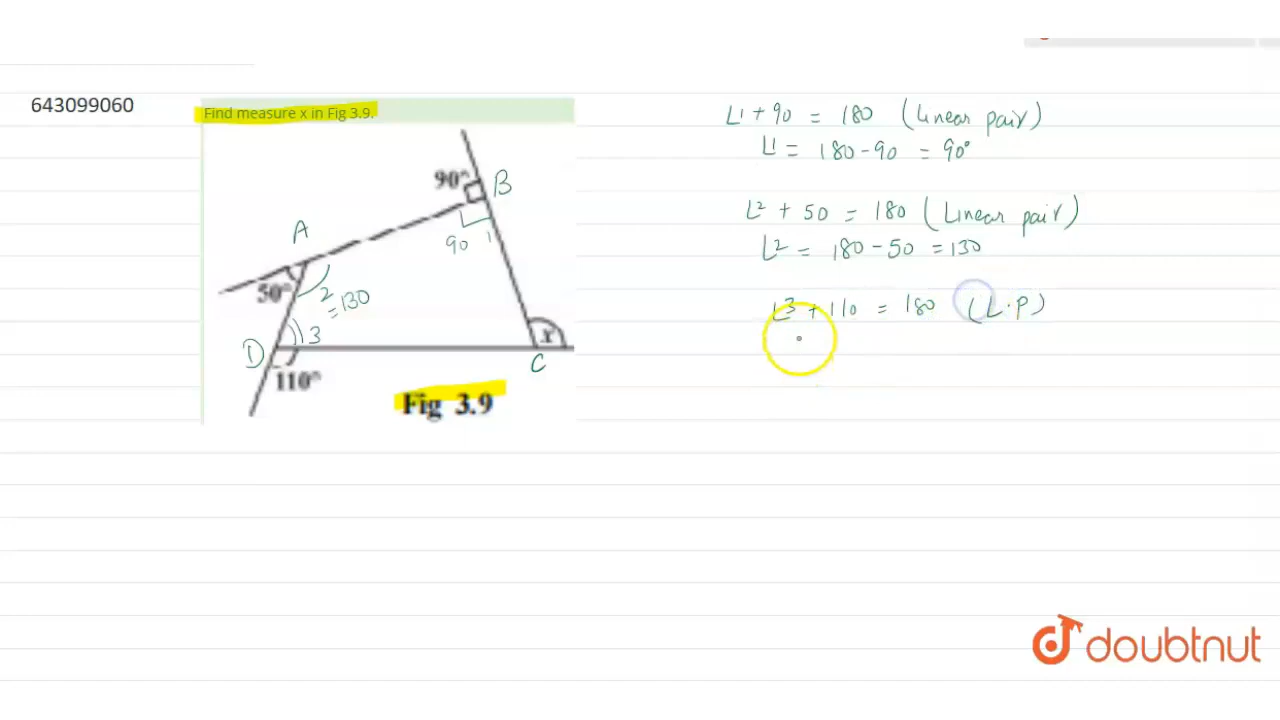 643099060
Find measure x in Fig 3.9.
90°
B
A
90
1
50°
2
=130
3
x
D
C
110°
Fig 3.9
∠1 + 90 = 180 (Linear pair)
∠1 = 180 - 90 = 90°
∠2 + 50 = 180 (Linear pair)
∠2 = 180 - 50 = 130
∠3 + 110 = 180 (L.P)
doubtnut